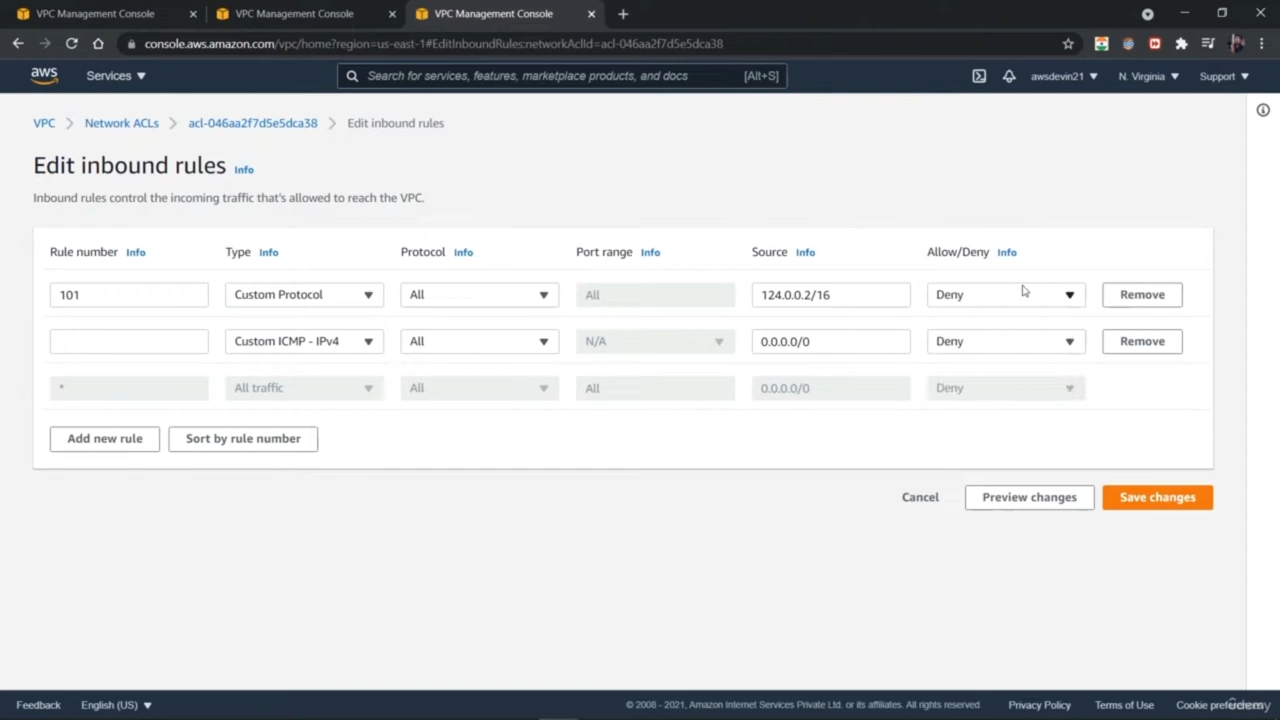 VPC Management Console
VPC Management Console
VPC Management Console
console.aws.amazon.com/vpc/home?region=us-east-1#EditInboundRules:networkAclId=acl-046aa2f7d5e5dca38
aws Services Search for services, features, marketplace products, and docs [Alt+S] awsdevin21 N. Virginia Support
VPC Network ACLs acl-046aa2f7d5e5dca38 Edit inbound rules
Edit inbound rules Info
Inbound rules control the incoming traffic that's allowed to reach the VPC.
Rule number Info Type Info Protocol Info Port range Info Source Info Allow/Deny Info
101 Custom Protocol All All 124.0.0.2/16 Deny Remove
Custom ICMP - IPv4 All N/A 0.0.0.0/0 Deny Remove
* All traffic All All 0.0.0.0/0 Deny
Add new rule Sort by rule number
Cancel Preview changes Save changes
Feedback English (US) © 2008 - 2021, Amazon Internet Services Private Ltd. or its affiliates. All rights reserved. Privacy Policy Terms of Use Cookie preferences
Udemy